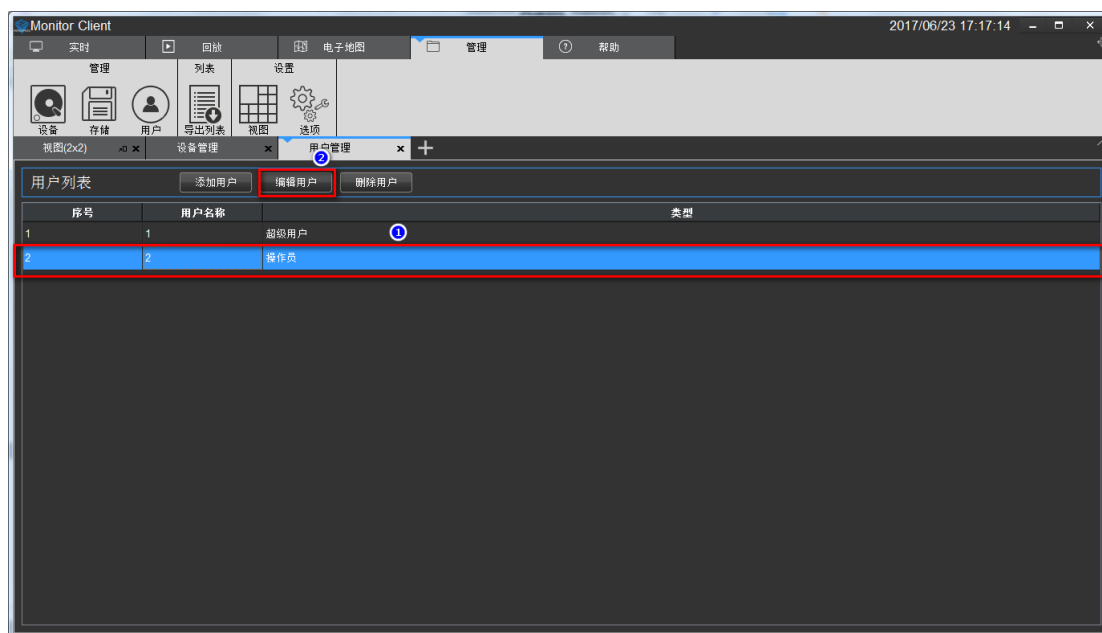 Monitor Client 2017/06/23 17:17:14
实时 回放 电子地图 管理 帮助
管理 列表 设置
设备 存储 用户 导出列表 视图 选项
视图(2x2) 设备管理 用户管理
2
用户列表 添加用户 编辑用户 删除用户
序号 用户名称 类型
1 1 超级用户 1
2 2 操作员